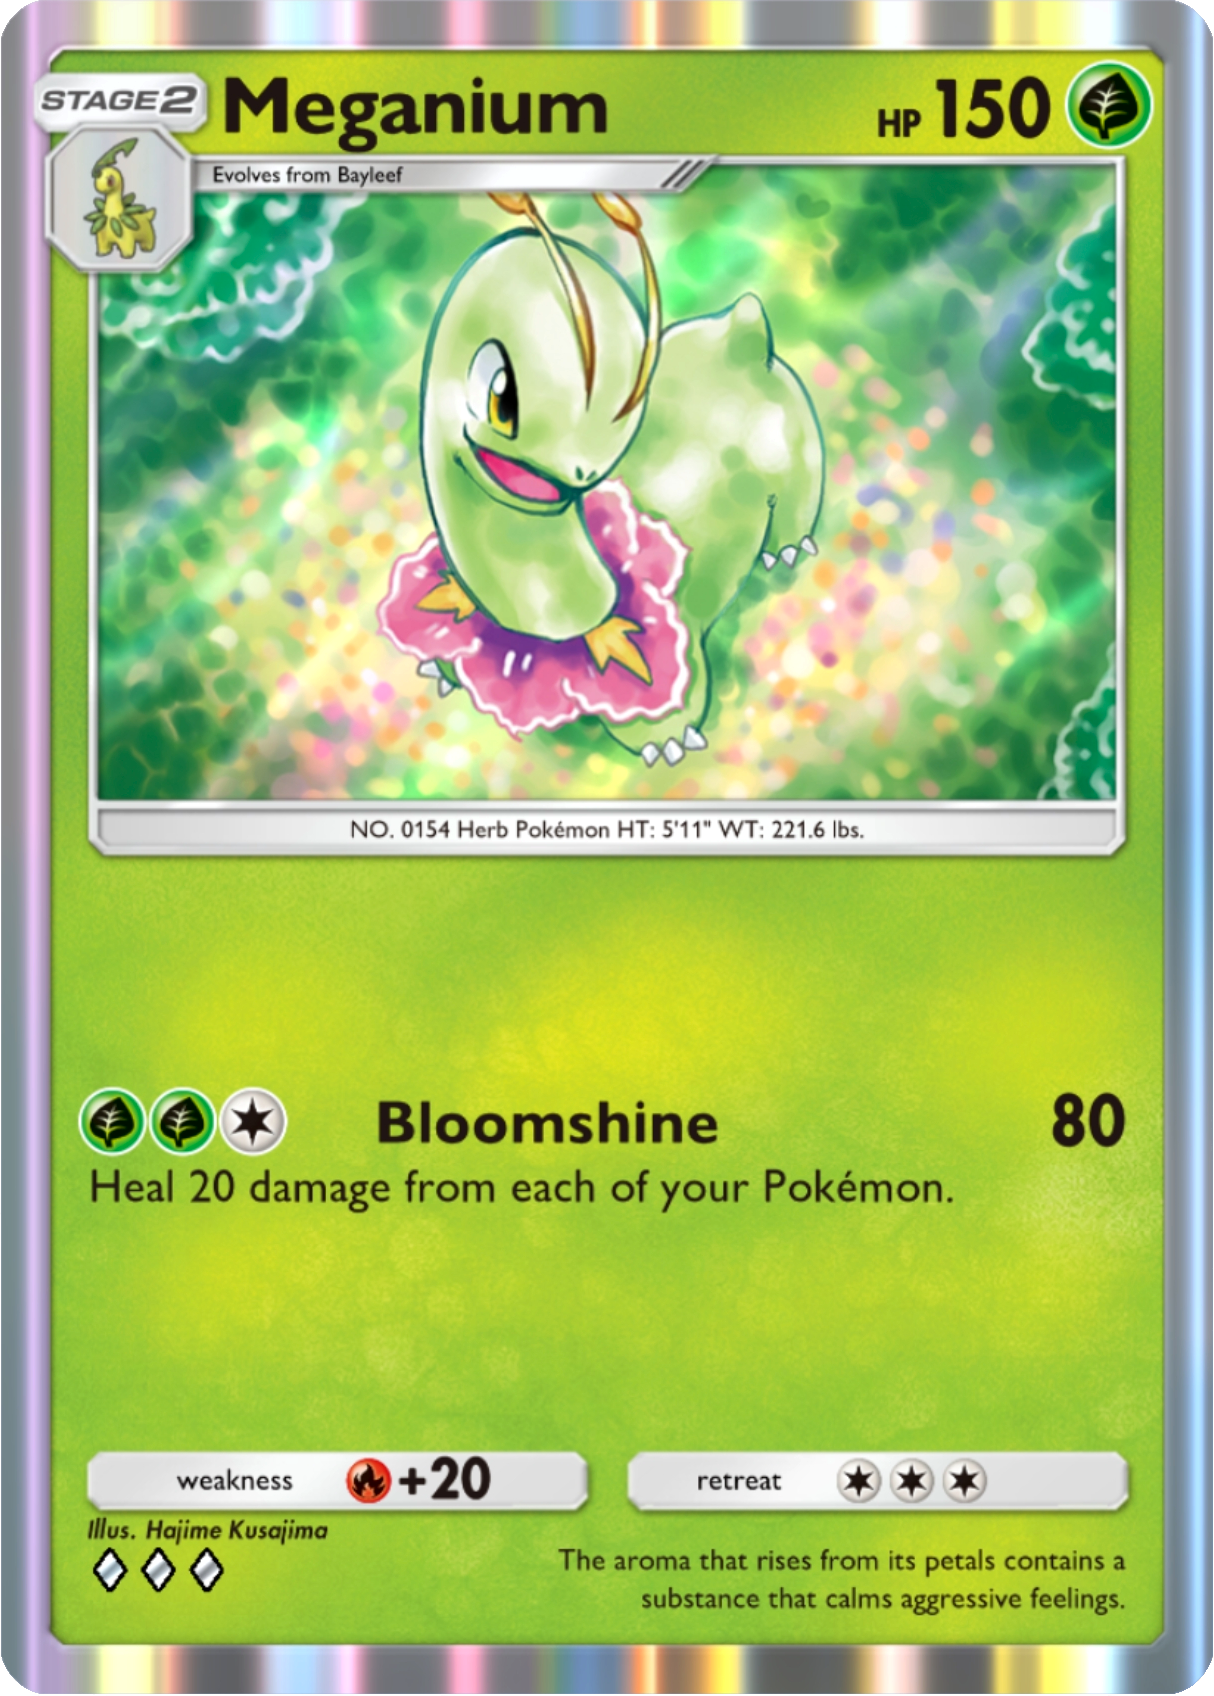 STAGE2
Meganium
HP 150
Evolves from Bayleef
NO. 0154 Herb Pokémon HT: 5'11" WT: 221.6 lbs.
Bloomshine 80
Heal 20 damage from each of your Pokémon.
weakness +20
retreat
Illus. Hajime Kusajima
The aroma that rises from its petals contains a
substance that calms aggressive feelings.